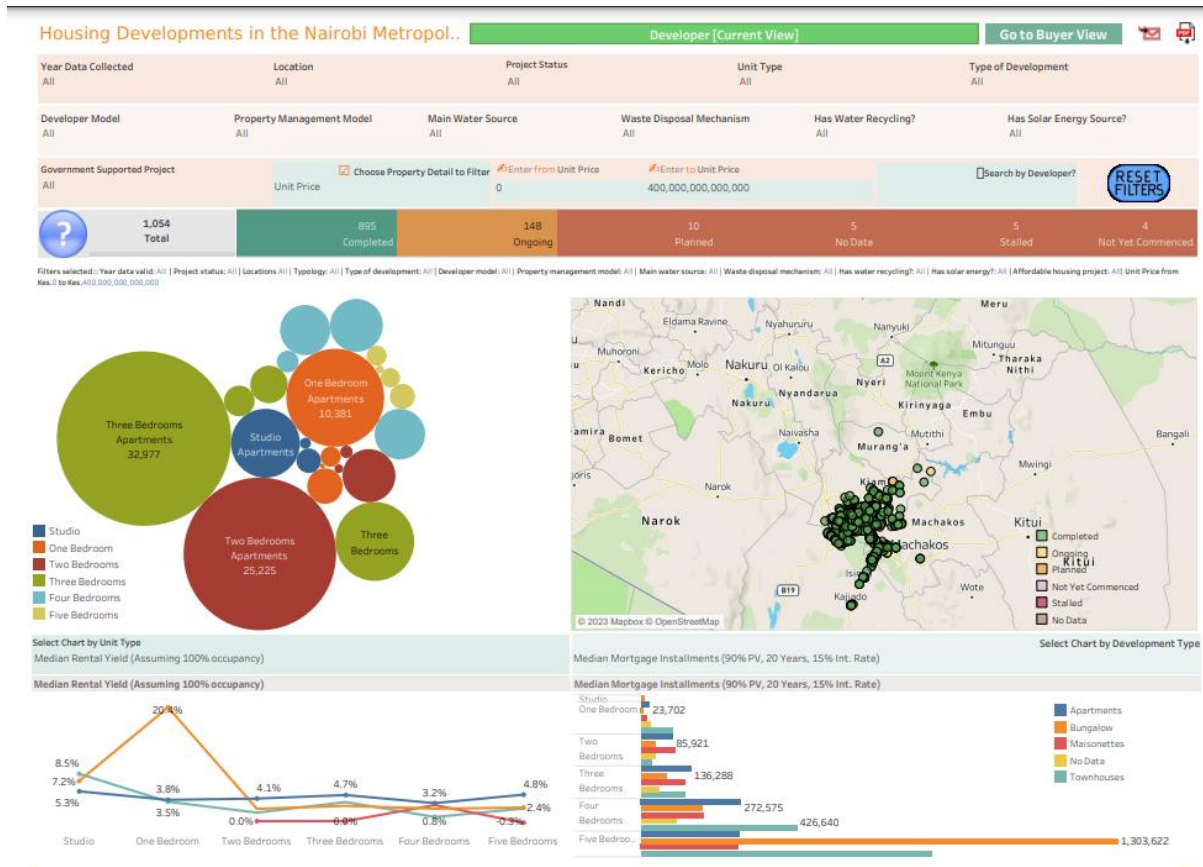 Housing Developments in the Nairobi Metropol..
Developer [Current View]
Go to Buyer View
PDF
Year Data Collected
All
Location
All
Project Status
All
Unit Type
All
Type of Development
All
Developer Model
All
Property Management Model
All
Main Water Source
All
Waste Disposal Mechanism
All
Has Water Recycling?
All
Has Solar Energy Source?
All
Government Supported Project
All
Choose Property Detail to Filter
Unit Price
Enter from Unit Price
0
Enter to Unit Price
400,000,000,000,000
Search by Developer?
RESET
FILTERS
?
1,054
Total
895
Completed
148
Ongoing
10
Planned
5
No Data
5
Stalled
4
Not Yet Commenced
Filters selected :: Year data valid: All | Project status: All | Locations All | Typology: All | Type of development: All | Developer model: All | Property management model: All | Main water source: All | Waste disposal mechanism: All | Has water recycling?: All | Has solar energy?: All | Affordable housing project: All| Unit Price from
Kes.0 to Kes.400,000,000,000,000
One Bedroom
Apartments
10,381
Three Bedrooms
Apartments
32,977
Studio
Apartments
Two Bedrooms
Apartments
25,225
Three
Bedrooms
Studio
One Bedroom
Two Bedrooms
Three Bedrooms
Four Bedrooms
Five Bedrooms
Nandi
Meru
Eldama Ravine
Nyahururu
Nanyuki
Muhoroni
Mitunguu
Kericho
Molo
Nakuru
Ol Kalou
A2
Mount Kenya
National Park
Tharaka
Nithi
Nyeri
Nyandarua
Nakuru
Kirinyaga
Embu
amira
Bomet
Naivasha
Mutithi
Murang'a
Bangali
joris
Narok
Kiam
Mwingi
Narok
Machakos
Kitui
Machakos
Kitui
Isi
B19
Kajiado
Wote
Completed
Ongoing
Planned
Not Yet Commenced
Stalled
No Data
© 2023 Mapbox © OpenStreetMap
Select Chart by Unit Type
Median Rental Yield (Assuming 100% occupancy)
Select Chart by Development Type
Median Mortgage Installments (90% PV, 20 Years, 15% Int. Rate)
Median Rental Yield (Assuming 100% occupancy)
20.4%
8.5%
7.2%
5.3%
3.8%
3.5%
4.1%
0.0%
4.7%
0.0%
3.2%
0.8%
4.8%
2.4%
-0.3%
Studio
One Bedroom
Two Bedrooms
Three Bedrooms
Four Bedrooms
Five Bedrooms
Median Mortgage Installments (90% PV, 20 Years, 15% Int. Rate)
Studio
One Bedroom
23,702
Two
Bedrooms
85,921
Three
Bedrooms
136,288
Four
Bedrooms
272,575
426,640
Five Bedroo...
1,303,622
Apartments
Bungalow
Maisonettes
No Data
Townhouses